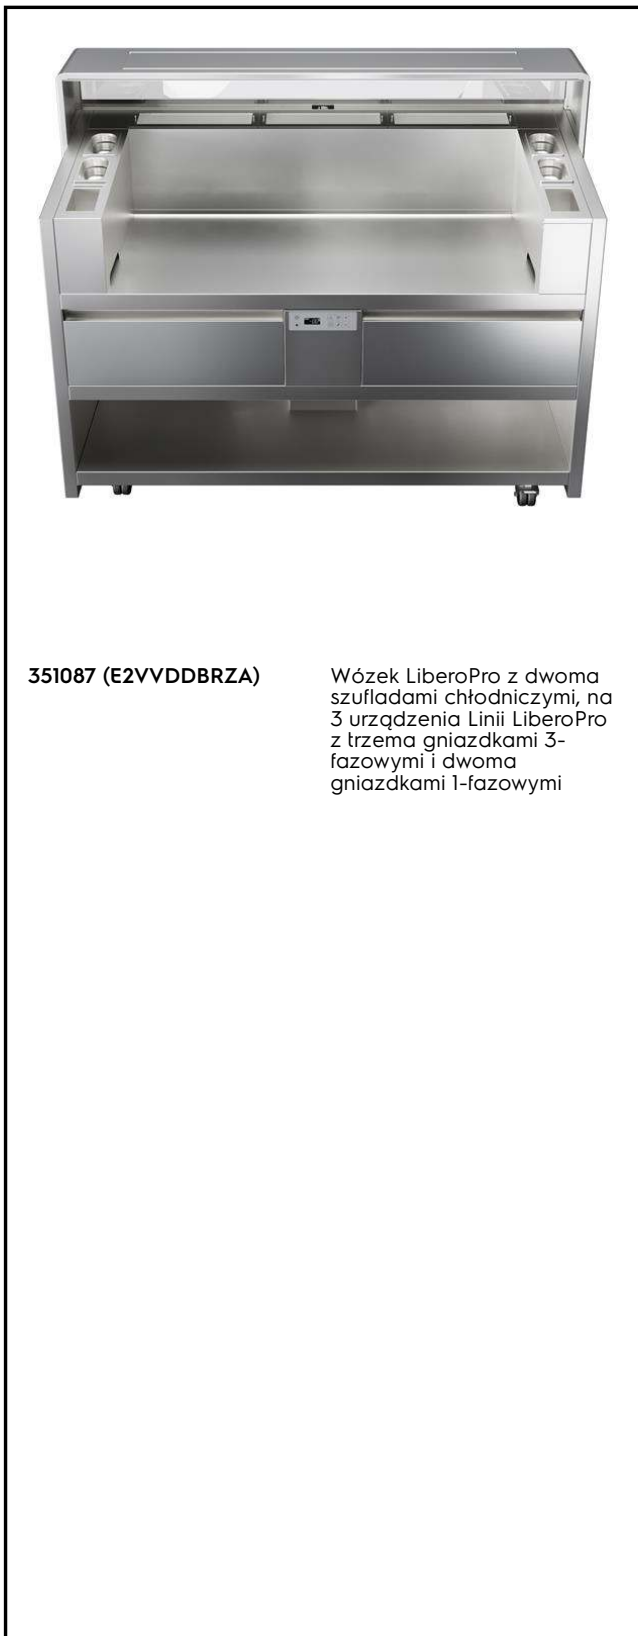 351087 (E2VVDDBRZA)
Wózek LiberoPro z dwoma
szufladami chłodniczymi, na
3 urządzenia Linii LiberoPro
z trzema gniazdkami 3-
fazowymi i dwoma
gniazdkami 1-fazowymi